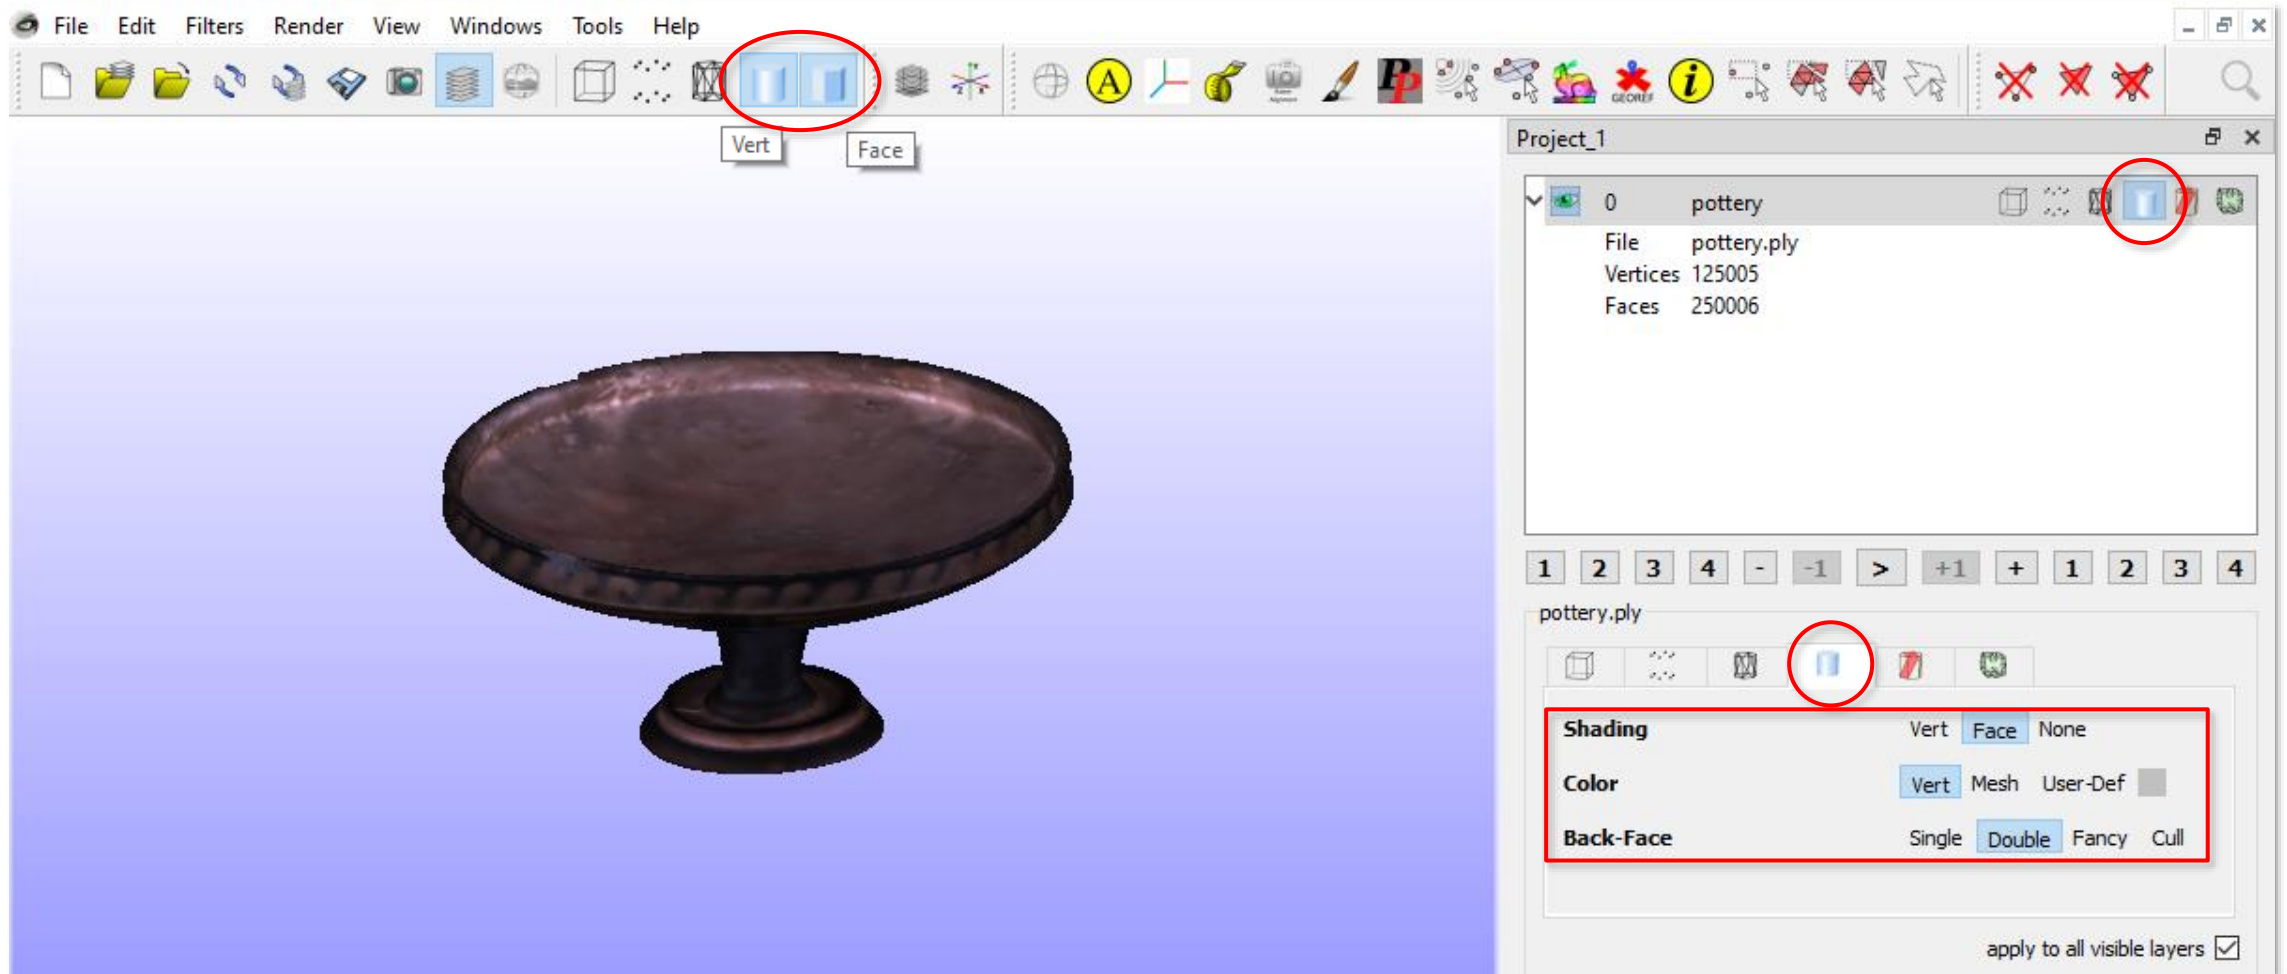 File Edit Filters Render View Windows Tools Help
A
PP
GEOREF
i
Vert
Face
Project_1
0 pottery
File pottery.ply
Vertices 125005
Faces 250006
1 2 3 4 - -1 > +1 + 1 2 3 4
pottery.ply
Shading Vert Face None
Color Vert Mesh User-Def
Back-Face Single Double Fancy Cull
apply to all visible layers